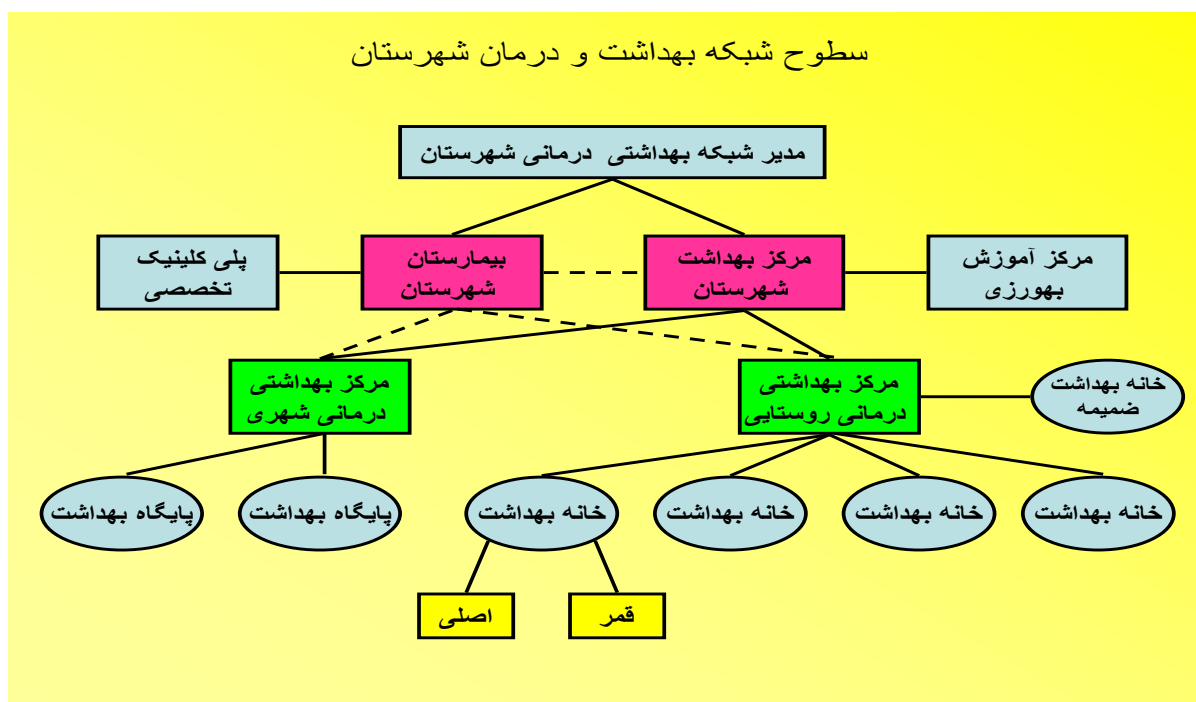 سطوح شبکه بهداشت و درمان شهرستان
مدیر شبکه بهداشتی درمانی شهرستان
مرکز آموزش
بهورزی
مرکز بهداشت
شهرستان
بیمارستان
شهرستان
پلی کلینیک
تخصصی
خانه بهداشت
ضمیمه
مرکز بهداشتی
درمانی روستایی
مرکز بهداشتی
درمانی شهری
خانه بهداشت
خانه بهداشت
خانه بهداشت
خانه بهداشت
پایگاه بهداشت
پایگاه بهداشت
قمر
اصلی